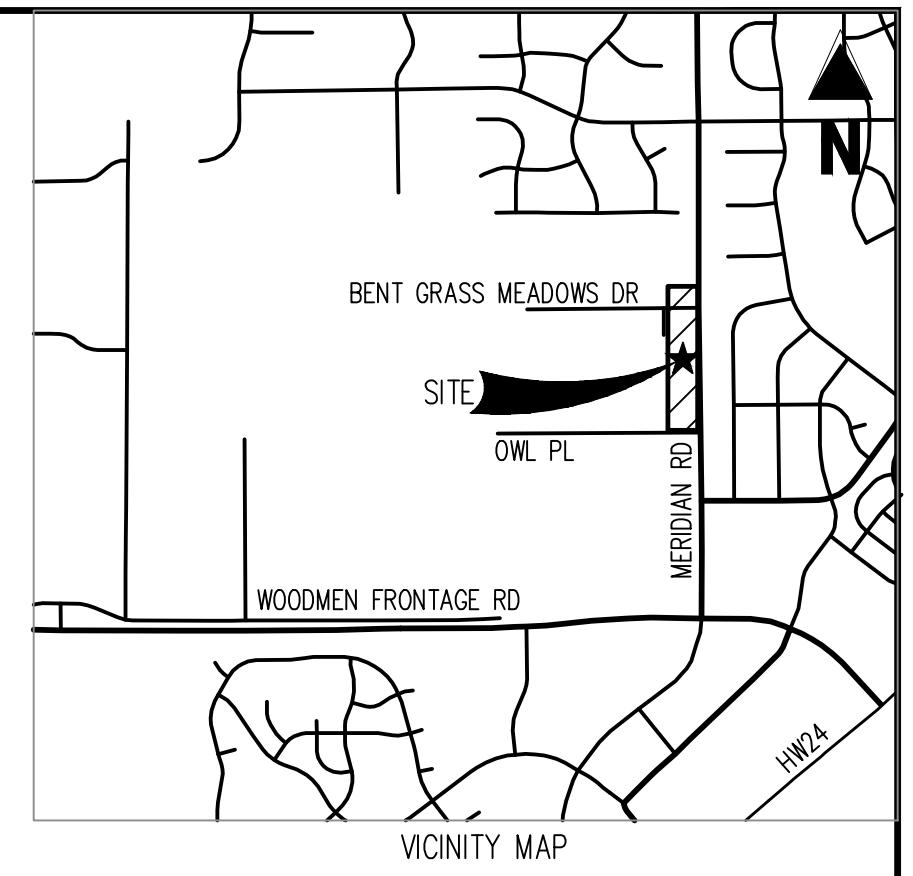 N
BENT GRASS MEADOWS DR
SITE
OWL PL
MERIDIAN RD
WOODMEN FRONTAGE RD
HW24
VICINITY MAP